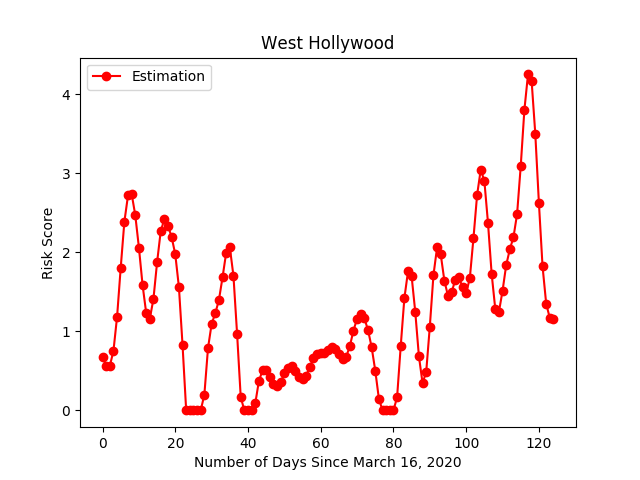 West Hollywood
Estimation
Risk Score
4
3
2
1
0
0 20 40 60 80 100 120
Number of Days Since March 16, 2020